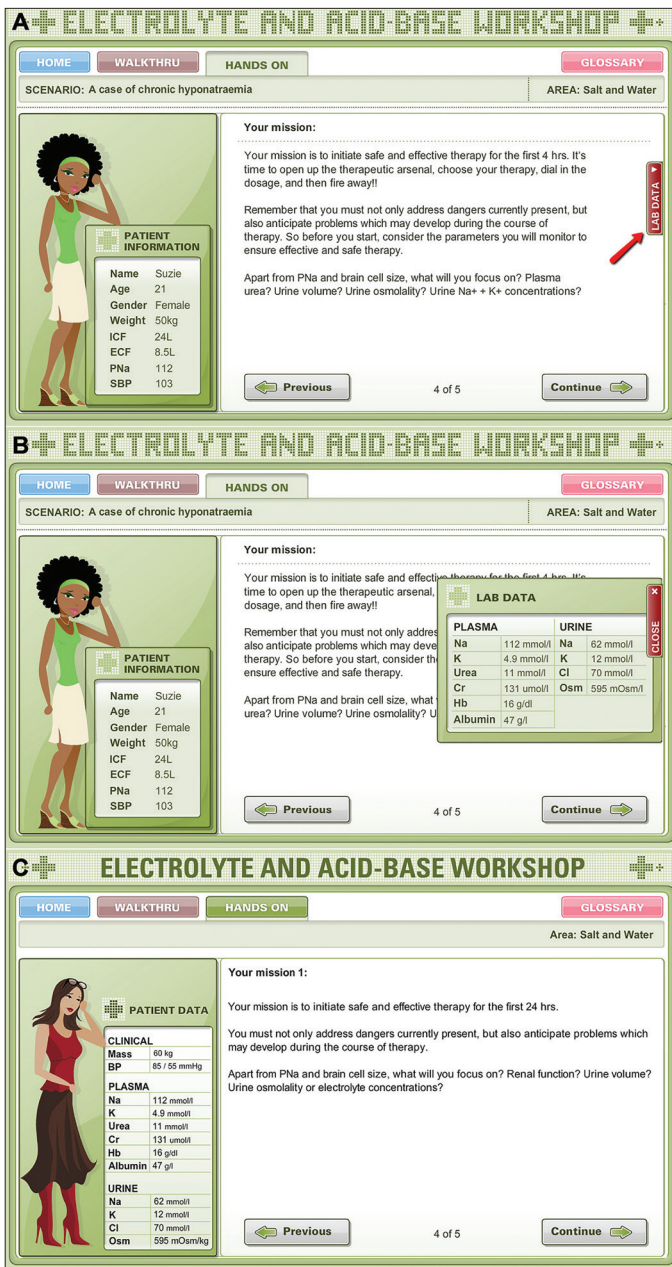 A
ELECTROLYTE AND ACID-BASE WORKSHOP
HOME
WALKTHRU
HANDS ON
GLOSSARY
SCENARIO: A case of chronic hyponatraemia
AREA: Salt and Water
PATIENT
INFORMATION
Name Suzie
Age 21
Gender Female
Weight 50kg
ICF 24L
ECF 8.5L
PNa 112
SBP 103
Your mission:
Your mission is to initiate safe and effective therapy for the first 4 hrs. It's
time to open up the therapeutic arsenal, choose your therapy, dial in the
dosage, and then fire away!!
Remember that you must not only address dangers currently present, but
also anticipate problems which may develop during the course of
therapy. So before you start, consider the parameters you will monitor to
ensure effective and safe therapy.
Apart from PNa and brain cell size, what will you focus on? Plasma
urea? Urine volume? Urine osmolality? Urine Na+ + K+ concentrations?
LAB DATA
Previous
4 of 5
Continue
B
ELECTROLYTE AND ACID-BASE WORKSHOP
HOME
WALKTHRU
HANDS ON
GLOSSARY
SCENARIO: A case of chronic hyponatraemia
AREA: Salt and Water
PATIENT
INFORMATION
Name Suzie
Age 21
Gender Female
Weight 50kg
ICF 24L
ECF 8.5L
PNa 112
SBP 103
Your mission:
Your mission is to initiate safe and effective therapy for the first 4 hrs. It's
time to open up the therapeutic arsenal,
dosage, and then fire away!!
Remember that you must not only addres
also anticipate problems which may deve
therapy. So before you start, consider the
ensure effective and safe therapy.
Apart from PNa and brain cell size, what
urea? Urine volume? Urine osmolality? U
LAB DATA
CLOSE
PLASMA
Na 112 mmol/l
K 4.9 mmol/l
Urea 11 mmol/l
Cr 131 umol/l
Hb 16 g/dl
Albumin 47 g/l
URINE
Na 62 mmol/l
K 12 mmol/l
Cl 70 mmol/l
Osm 595 mOsm/l
Previous
4 of 5
Continue
C
ELECTROLYTE AND ACID-BASE WORKSHOP
HOME
WALKTHRU
HANDS ON
GLOSSARY
Area: Salt and Water
PATIENT DATA
CLINICAL
Mass 60 kg
BP 85 / 55 mmHg
PLASMA
Na 112 mmol/l
K 4.9 mmol/l
Urea 11 mmol/l
Cr 131 umol/l
Hb 16 g/dl
Albumin 47 g/l
URINE
Na 62 mmol/l
K 12 mmol/l
Cl 70 mmol/l
Osm 595 mOsm/kg
Your mission 1:
Your mission is to initiate safe and effective therapy for the first 24 hrs.
You must not only address dangers currently present, but also anticipate problems which
may develop during the course of therapy.
Apart from PNa and brain cell size, what will you focus on? Renal function? Urine volume?
Urine osmolality or electrolyte concentrations?
Previous
4 of 5
Continue